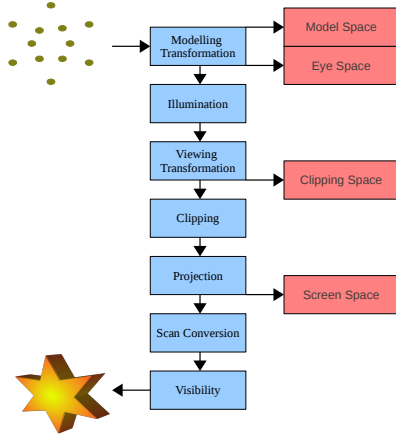 Modelling
Transformation
Model Space
Eye Space
Illumination
Viewing
Transformation
Clipping Space
Clipping
Projection
Screen Space
Scan Conversion
Visibility